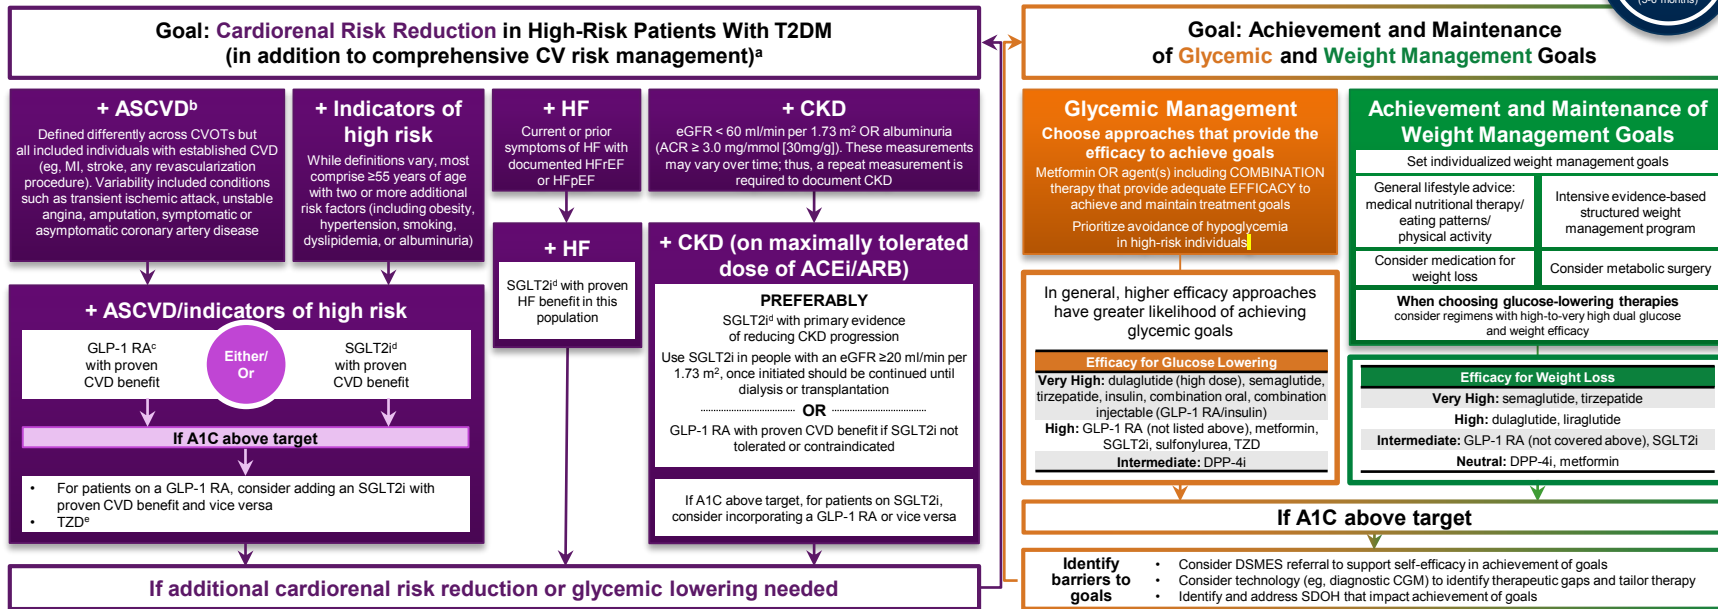 Goal: Cardiorenal Risk Reduction in High-Risk Patients With T2DM
(in addition to comprehensive CV risk management)ᵃ
+ ASCVDᵇ
Defined differently across CVOTs but
all included individuals with established CVD
(eg, MI, stroke, any revascularization
procedure). Variability included conditions
such as transient ischemic attack, unstable
angina, amputation, symptomatic or
asymptomatic coronary artery disease
+ Indicators of
high risk
While definitions vary, most
comprise ≥55 years of age
with two or more additional
risk factors (including obesity,
hypertension, smoking,
dyslipidemia, or albuminuria)
+ HF
Current or prior
symptoms of HF with
documented HFrEF
or HFpEF
+ CKD
eGFR < 60 ml/min per 1.73 m² OR albuminuria
(ACR ≥ 3.0 mg/mmol [30mg/g]). These measurements
may vary over time; thus, a repeat measurement is
required to document CKD
+ ASCVD/indicators of high risk
GLP-1 RAᶜ
with proven
CVD benefit
Either/
Or
SGLT2iᵈ
with proven
CVD benefit
If A1C above target
• For patients on a GLP-1 RA, consider adding an SGLT2i with
proven CVD benefit and vice versa
• TZDᵉ
+ HF
SGLT2iᵈ with proven
HF benefit in this
population
+ CKD (on maximally tolerated
dose of ACEi/ARB)
PREFERABLY
SGLT2iᵈ with primary evidence
of reducing CKD progression
Use SGLT2i in people with an eGFR ≥20 ml/min per
1.73 m², once initiated should be continued until
dialysis or transplantation
OR
GLP-1 RA with proven CVD benefit if SGLT2i not
tolerated or contraindicated
If A1C above target, for patients on SGLT2i,
consider incorporating a GLP-1 RA or vice versa
If additional cardiorenal risk reduction or glycemic lowering needed
Goal: Achievement and Maintenance
of Glycemic and Weight Management Goals
Glycemic Management
Choose approaches that provide the
efficacy to achieve goals
Metformin OR agent(s) including COMBINATION
therapy that provide adequate EFFICACY to
achieve and maintain treatment goals
Prioritize avoidance of hypoglycemia
in high-risk individuals
In general, higher efficacy approaches
have greater likelihood of achieving
glycemic goals
Efficacy for Glucose Lowering
Very High: dulaglutide (high dose), semaglutide,
tirzepatide, insulin, combination oral, combination
injectable (GLP-1 RA/insulin)
High: GLP-1 RA (not listed above), metformin,
SGLT2i, sulfonylurea, TZD
Intermediate: DPP-4i
Achievement and Maintenance of
Weight Management Goals
Set individualized weight management goals
General lifestyle advice:
medical nutritional therapy/
eating patterns/
physical activity
Intensive evidence-based
structured weight
management program
Consider medication for
weight loss
Consider metabolic surgery
When choosing glucose-lowering therapies
consider regimens with high-to-very high dual glucose
and weight efficacy
Efficacy for Weight Loss
Very High: semaglutide, tirzepatide
High: dulaglutide, liraglutide
Intermediate: GLP-1 RA (not covered above), SGLT2i
Neutral: DPP-4i, metformin
If A1C above target
Identify
barriers to
goals
• Consider DSMES referral to support self-efficacy in achievement of goals
• Consider technology (eg, diagnostic CGM) to identify therapeutic gaps and tailor therapy
• Identify and address SDOH that impact achievement of goals